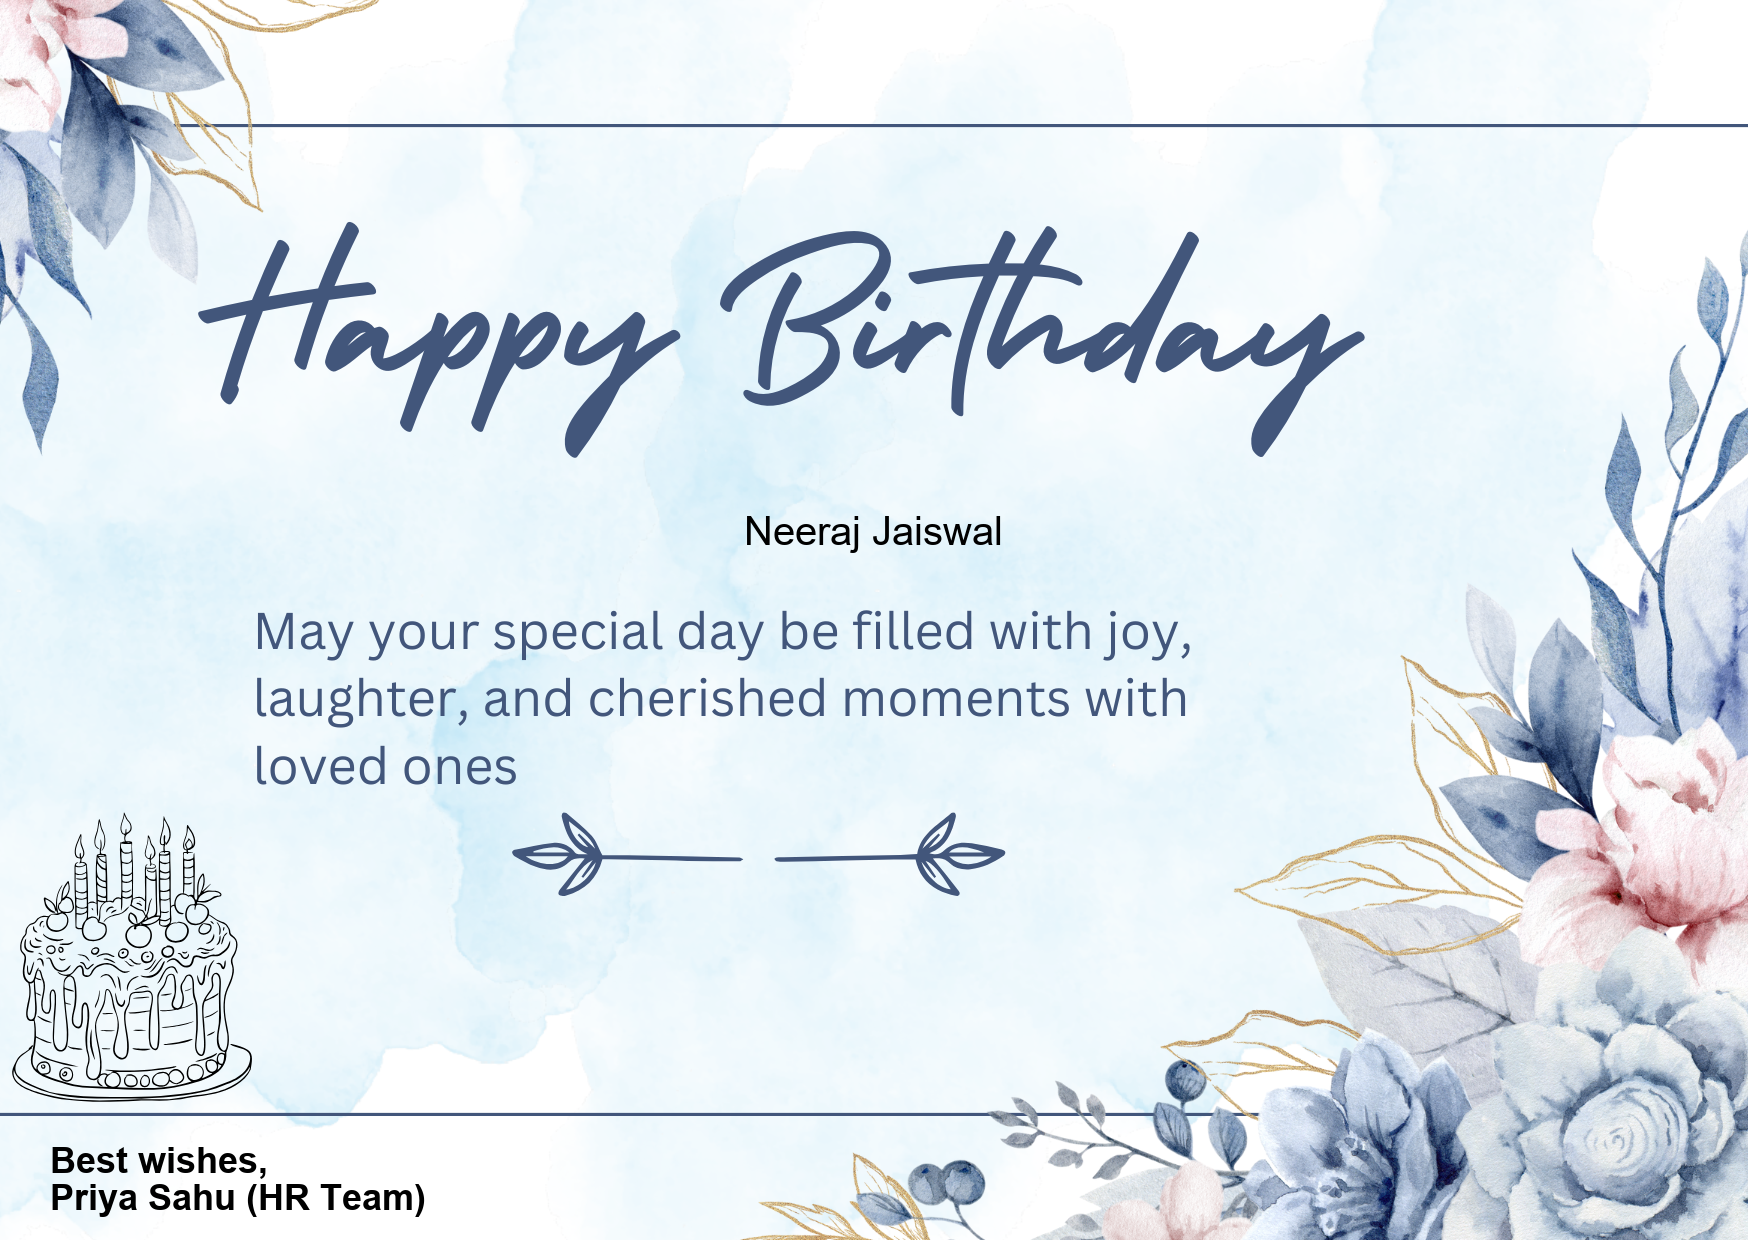 Happy Birthday
Neeraj Jaiswal
May your special day be filled with joy,
laughter, and cherished moments with
loved ones
Best wishes,
Priya Sahu (HR Team)